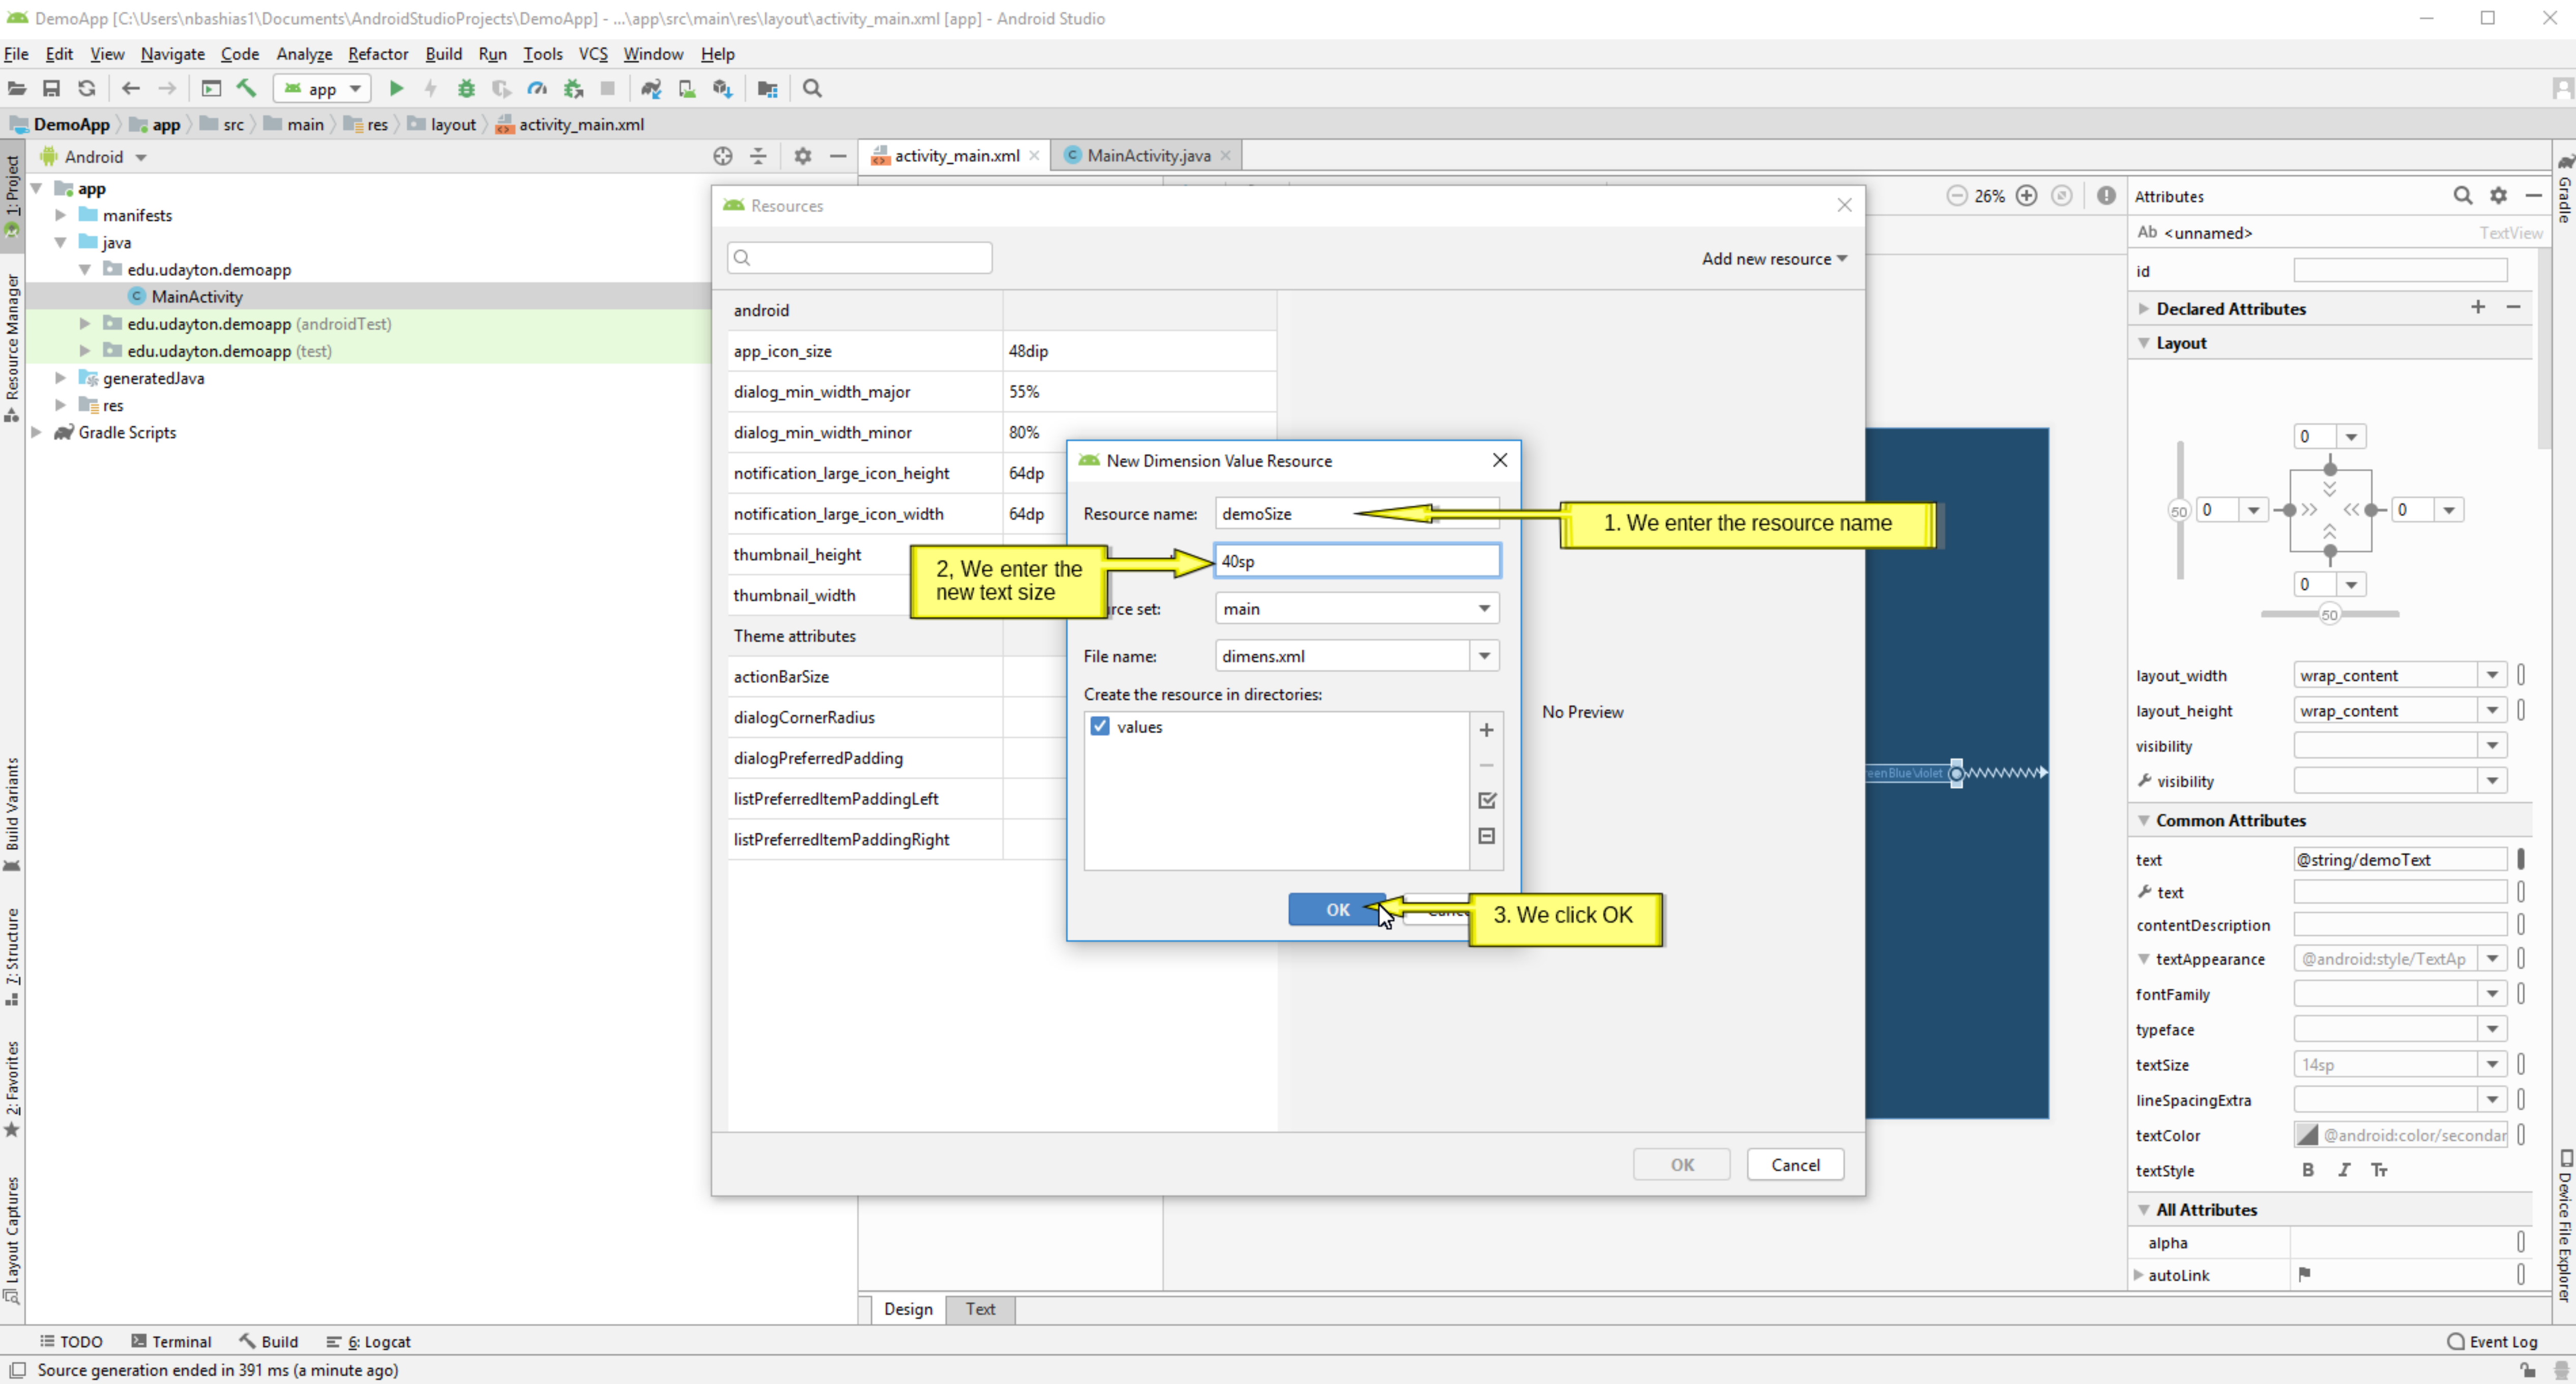 DemoApp [C:\Users\nbashias1\Documents\AndroidStudioProjects\DemoApp] - ...\app\src\main\res\layout\activity_main.xml [app] - Android Studio
File Edit View Navigate Code Analyze Refactor Build Run Tools VCS Window Help
app
DemoApp app src main res layout activity_main.xml
1: Project
Resource Manager
Build Variants
7: Structure
2: Favorites
Layout Captures
Android
app
manifests
java
edu.udayton.demoapp
MainActivity
edu.udayton.demoapp (androidTest)
edu.udayton.demoapp (test)
generatedJava
res
Gradle Scripts
activity_main.xml
MainActivity.java
Resources
Add new resource
android
app_icon_size 48dip
dialog_min_width_major 55%
dialog_min_width_minor 80%
notification_large_icon_height 64dp
notification_large_icon_width 64dp
thumbnail_height
thumbnail_width
Theme attributes
actionBarSize
dialogCornerRadius
dialogPreferredPadding
listPreferredItemPaddingLeft
listPreferredItemPaddingRight
New Dimension Value Resource
Resource name: demoSize
1. We enter the resource name
2, We enter the
new text size
40sp
rce set: main
File name: dimens.xml
Create the resource in directories:
values
OK
3. We click OK
No Preview
OK Cancel
26%
eenBlueViolet
Attributes
Ab <unnamed> TextView
id
Declared Attributes
Layout
0
50 0 0
0
50
layout_width wrap_content
layout_height wrap_content
visibility
visibility
Common Attributes
text @string/demoText
text
contentDescription
textAppearance @android:style/TextAp
fontFamily
typeface
textSize 14sp
lineSpacingExtra
textColor @android:color/secondar
textStyle B I Tt
All Attributes
alpha
autoLink
Gradle
Device File Explorer
Design Text
TODO Terminal Build 6: Logcat Event Log
Source generation ended in 391 ms (a minute ago)